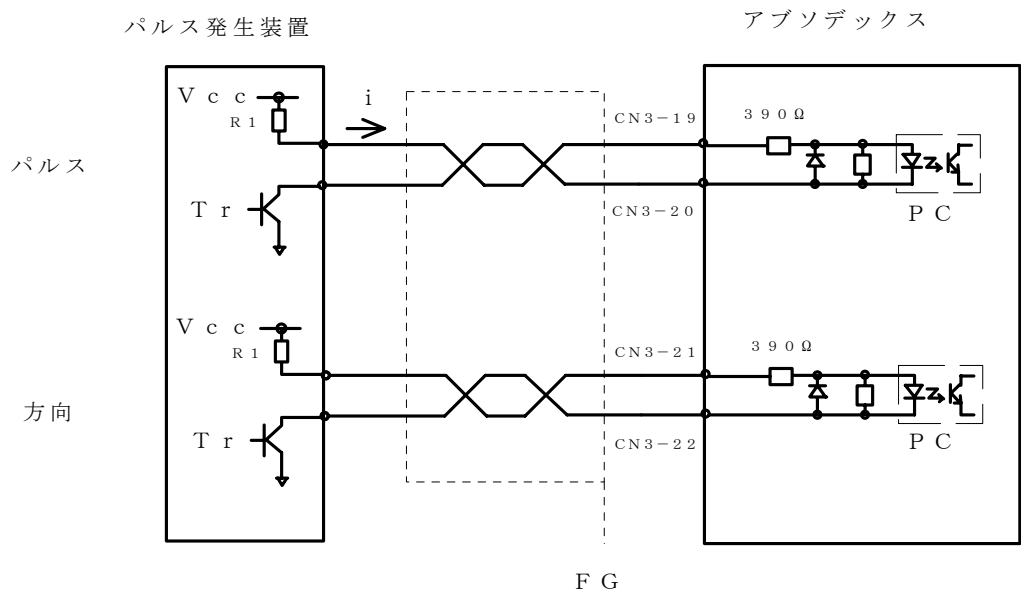 パルス発生装置
アブソデックス
Ｖｃｃ
Ｒ１
ｉ
ＣＮ３－１９
３９０Ω
パルス
Ｔｒ
ＣＮ３－２０
ＰＣ
Ｖｃｃ
Ｒ１
ＣＮ３－２１
３９０Ω
方向
Ｔｒ
ＣＮ３－２２
ＰＣ
ＦＧ